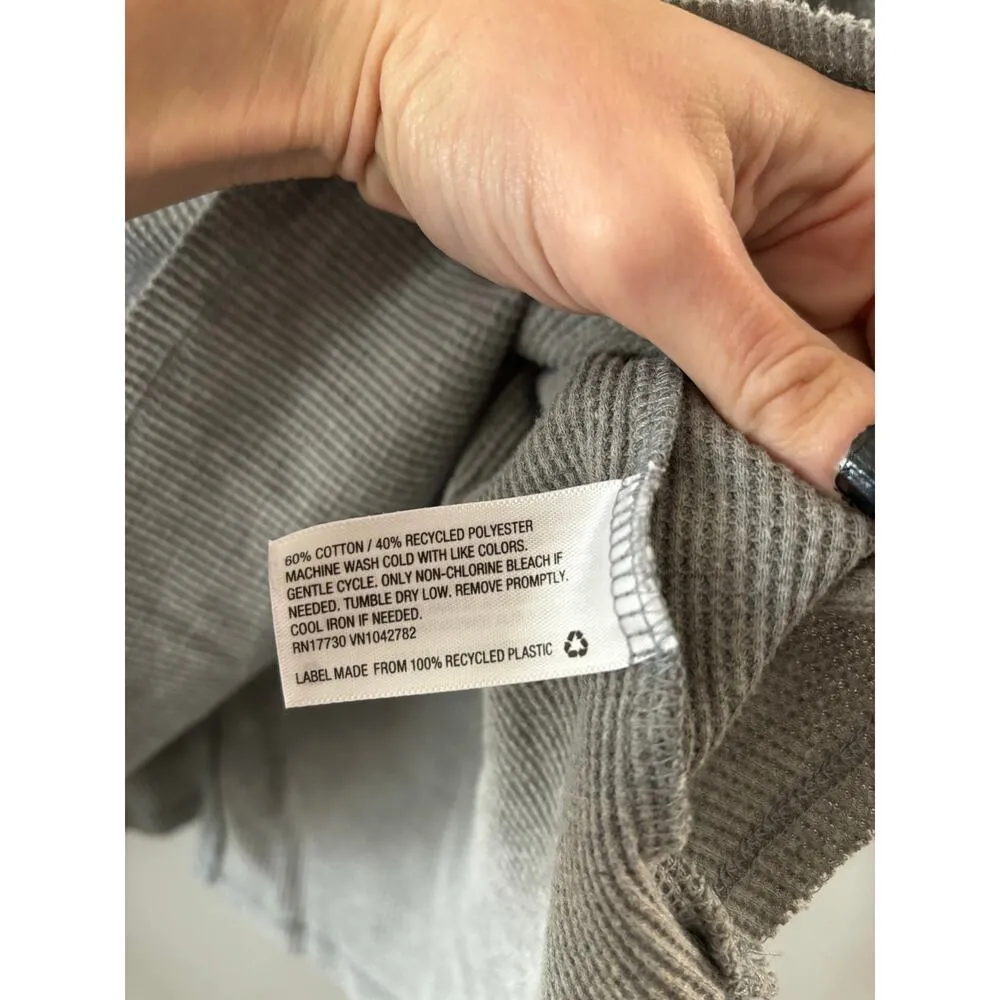 60% COTTON / 40% RECYCLED POLYESTER
MACHINE WASH COLD WITH LIKE COLORS.
GENTLE CYCLE. ONLY NON-CHLORINE BLEACH IF
NEEDED. TUMBLE DRY LOW. REMOVE PROMPTLY.
COOL IRON IF NEEDED.
RN17730 VN1042782
LABEL MADE FROM 100% RECYCLED PLASTIC